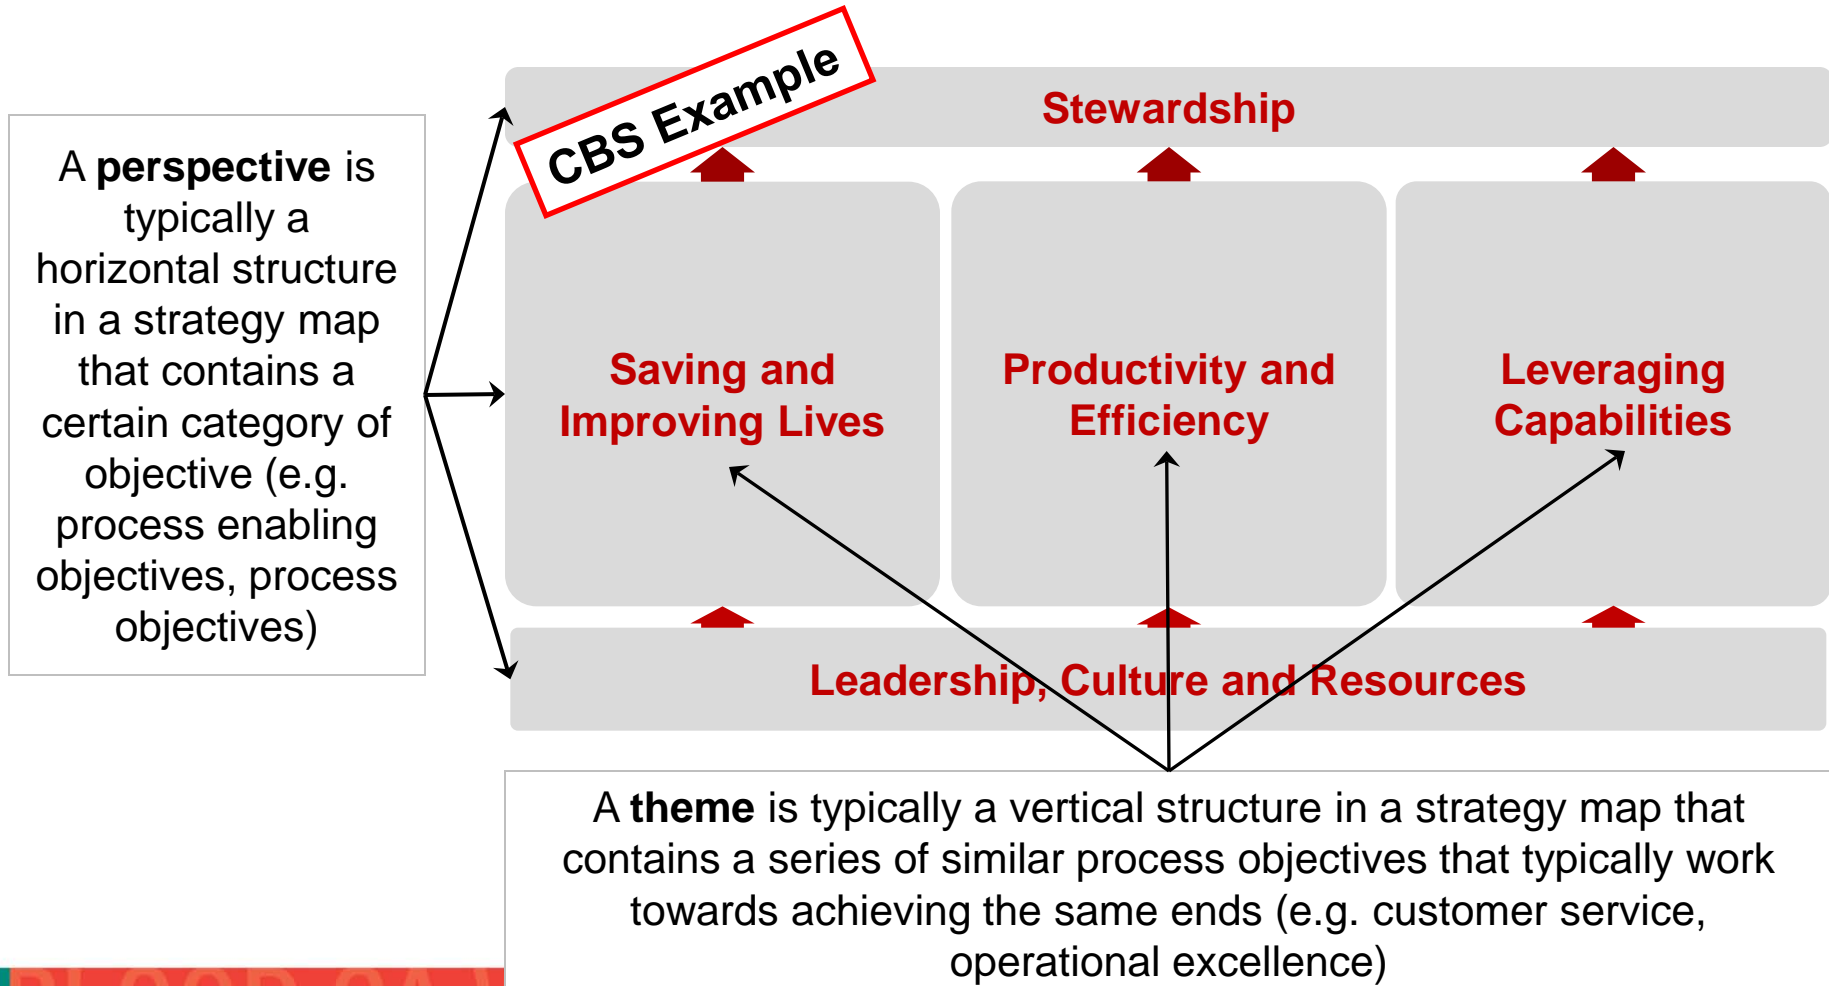 CBS Example
Stewardship
A perspective is
typically a
horizontal structure
in a strategy map
that contains a
certain category of
objective (e.g.
process enabling
objectives, process
objectives)
Saving and
Improving Lives
Productivity and
Efficiency
Leveraging
Capabilities
Leadership, Culture and Resources
A theme is typically a vertical structure in a strategy map that
contains a series of similar process objectives that typically work
towards achieving the same ends (e.g. customer service,
operational excellence)
BLOOD.CA